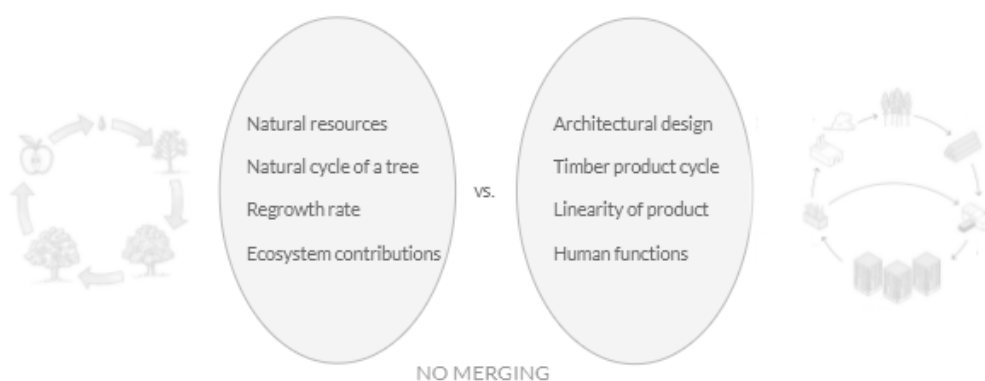 Natural resources
Natural cycle of a tree
Regrowth rate
Ecosystem contributions
vs.
Architectural design
Timber product cycle
Linearity of product
Human functions
NO MERGING